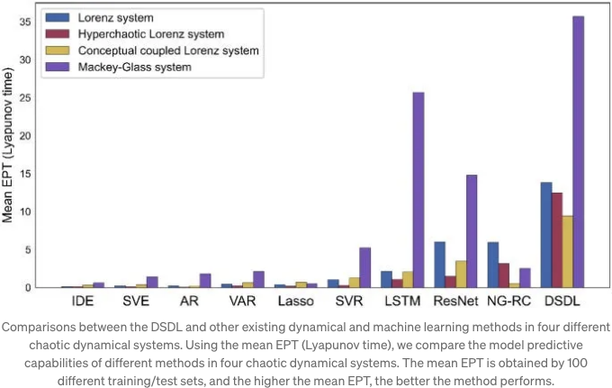 35
30
25
20
15
10
5
0
Mean EPT (Lyapunov time)
Lorenz system
Hyperchaotic Lorenz system
Conceptual coupled Lorenz system
Mackey-Glass system
IDE SVE AR VAR Lasso SVR LSTM ResNet NG-RC DSDL
Comparisons between the DSDL and other existing dynamical and machine learning methods in four different
chaotic dynamical systems. Using the mean EPT (Lyapunov time), we compare the model predictive
capabilities of different methods in four chaotic dynamical systems. The mean EPT is obtained by 100
different training/test sets, and the higher the mean EPT, the better the method performs.